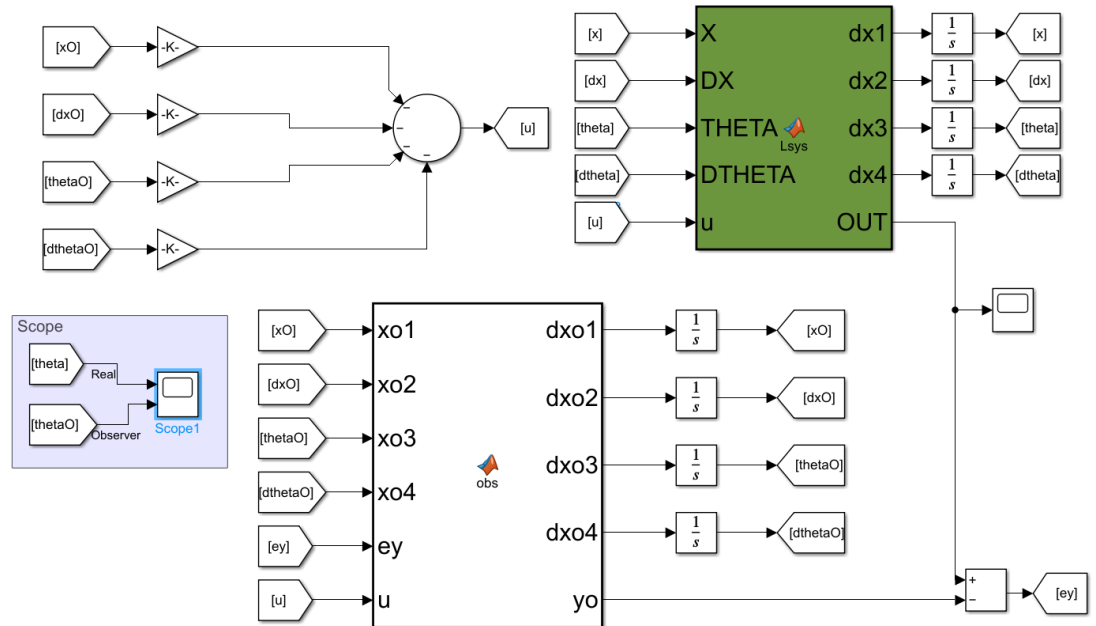 [xO]
-K-
[dxO]
-K-
[thetaO]
-K-
[dthetaO]
-K-
[u]
[x]
[dx]
[theta]
[dtheta]
[u]
X
DX
THETA
DTHETA
u
Lsys
dx1
dx2
dx3
dx4
OUT
1
s
[x]
1
s
[dx]
1
s
[theta]
1
s
[dtheta]
Scope
[theta]
Real
[thetaO]
Observer
Scope1
[xO]
[dxO]
[thetaO]
[dthetaO]
[ey]
[u]
xo1
xo2
xo3
xo4
ey
u
obs
dxo1
dxo2
dxo3
dxo4
yo
1
s
[xO]
1
s
[dxO]
1
s
[thetaO]
1
s
[dthetaO]
[ey]